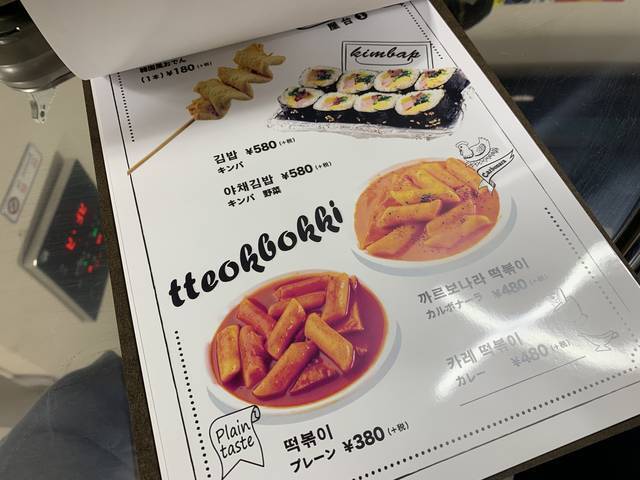 屋台
韓国風おでん
(1本) ¥180 (+税)
kimbap
김밥 ¥580 (+税)
キンパ
야채김밥 ¥580 (+税)
キンパ 野菜
Carbonara
tteokbokki
까르보나라 떡볶이
カルボナーラ ¥480 (+税)
카레 떡볶이
カレー ¥480 (+税)
Plain
taste
떡볶이
プレーン ¥380 (+税)